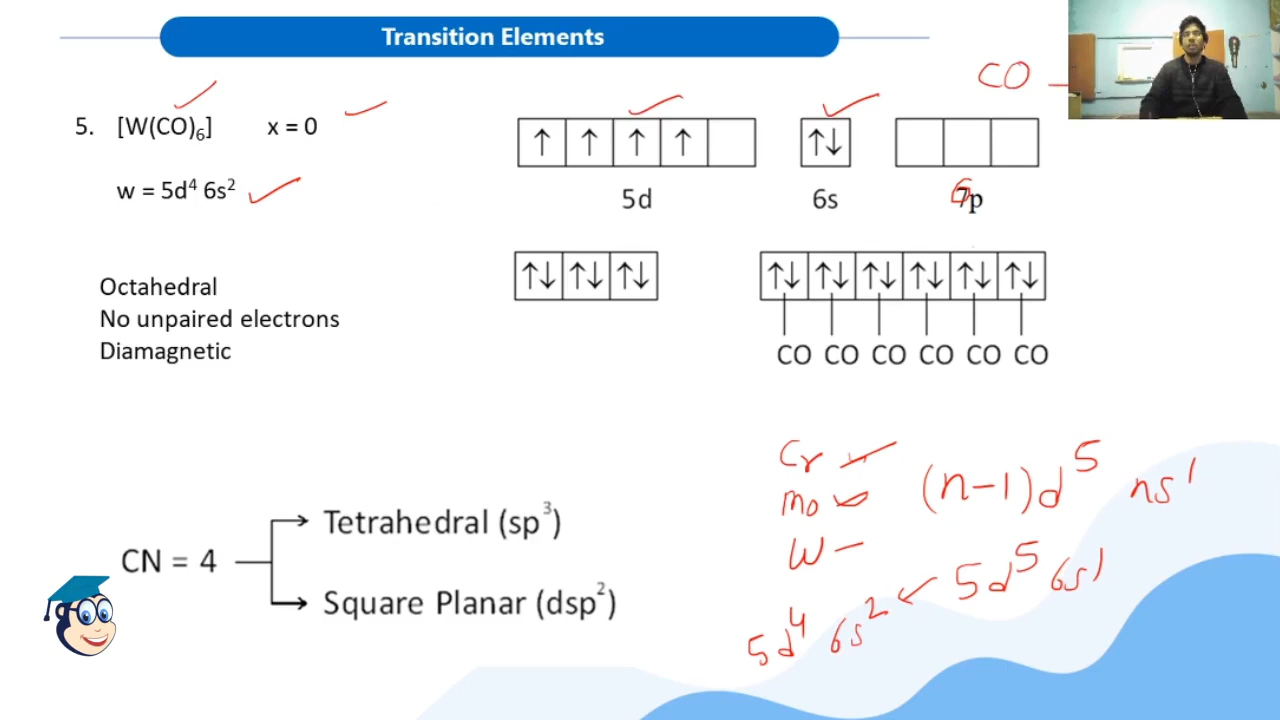 Transition Elements
CO –
5. [W(CO)₆] x = 0
w = 5d⁴ 6s²
↑ ↑ ↑ ↑ ↑↓
5d 6s 7p
6
↑↓ ↑↓ ↑↓ ↑↓ ↑↓ ↑↓ ↑↓ ↑↓ ↑↓
CO CO CO CO CO CO
Octahedral
No unpaired electrons
Diamagnetic
CN = 4
Tetrahedral (sp³)
Square Planar (dsp²)
Cr
Mo
W –
(n-1)d⁵ ns¹
5d⁴ 6s² ← 5d⁵ 6s¹